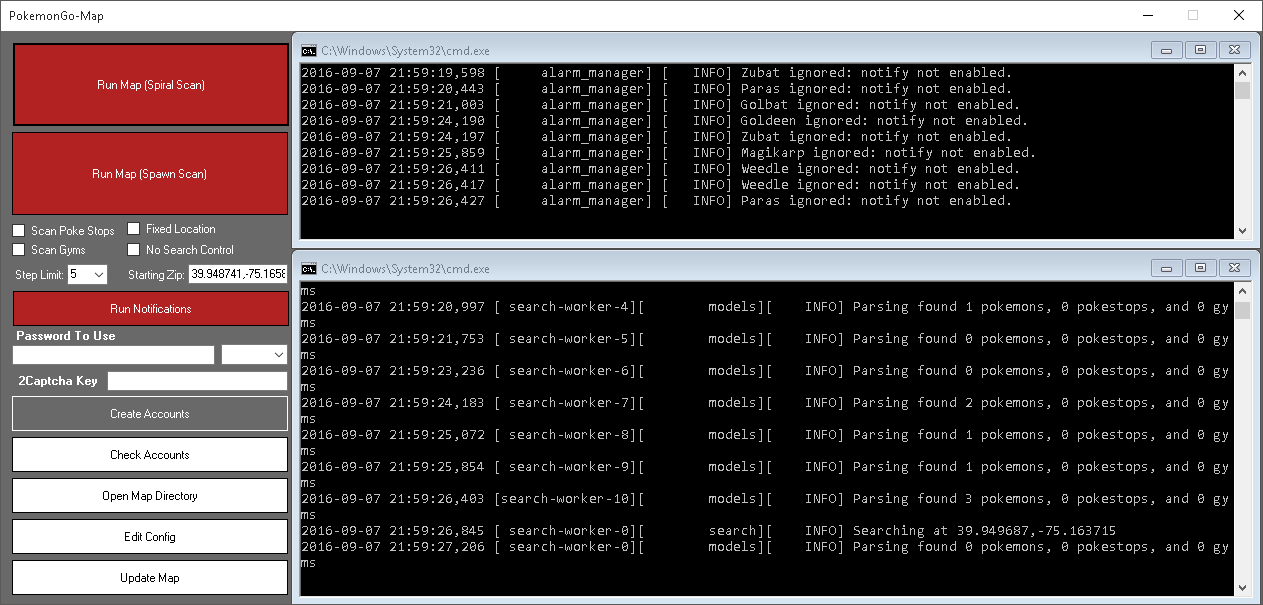 PokemonGo-Map
Run Map (Spiral Scan)
Run Map (Spawn Scan)
Scan Poke Stops
Fixed Location
Scan Gyms
No Search Control
Step Limit: 5
Starting Zip: 39.948741,-75.1658
Run Notifications
Password To Use
2Captcha Key
Create Accounts
Check Accounts
Open Map Directory
Edit Config
Update Map
C:\Windows\System32\cmd.exe
2016-09-07 21:59:19,598 [     alarm_manager] [   INFO] Zubat ignored: notify not enabled.
2016-09-07 21:59:20,443 [     alarm_manager] [   INFO] Paras ignored: notify not enabled.
2016-09-07 21:59:21,003 [     alarm_manager] [   INFO] Golbat ignored: notify not enabled.
2016-09-07 21:59:24,190 [     alarm_manager] [   INFO] Goldeen ignored: notify not enabled.
2016-09-07 21:59:24,197 [     alarm_manager] [   INFO] Zubat ignored: notify not enabled.
2016-09-07 21:59:25,859 [     alarm_manager] [   INFO] Magikarp ignored: notify not enabled.
2016-09-07 21:59:26,411 [     alarm_manager] [   INFO] Weedle ignored: notify not enabled.
2016-09-07 21:59:26,417 [     alarm_manager] [   INFO] Weedle ignored: notify not enabled.
2016-09-07 21:59:26,427 [     alarm_manager] [   INFO] Paras ignored: notify not enabled.
C:\Windows\System32\cmd.exe
ms
2016-09-07 21:59:20,997 [ search-worker-4][        models][    INFO] Parsing found 1 pokemons, 0 pokestops, and 0 gy
ms
2016-09-07 21:59:21,753 [ search-worker-5][        models][    INFO] Parsing found 0 pokemons, 0 pokestops, and 0 gy
ms
2016-09-07 21:59:23,236 [ search-worker-6][        models][    INFO] Parsing found 0 pokemons, 0 pokestops, and 0 gy
ms
2016-09-07 21:59:24,183 [ search-worker-7][        models][    INFO] Parsing found 2 pokemons, 0 pokestops, and 0 gy
ms
2016-09-07 21:59:25,072 [ search-worker-8][        models][    INFO] Parsing found 1 pokemons, 0 pokestops, and 0 gy
ms
2016-09-07 21:59:25,854 [ search-worker-9][        models][    INFO] Parsing found 1 pokemons, 0 pokestops, and 0 gy
ms
2016-09-07 21:59:26,403 [search-worker-10][        models][    INFO] Parsing found 3 pokemons, 0 pokestops, and 0 gy
ms
2016-09-07 21:59:26,845 [ search-worker-0][        search][    INFO] Searching at 39.949687,-75.163715
2016-09-07 21:59:27,206 [ search-worker-0][        models][    INFO] Parsing found 0 pokemons, 0 pokestops, and 0 gy
ms